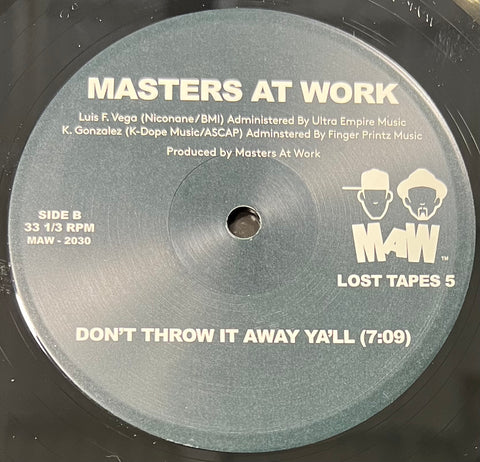 MASTERS AT WORK
Luis F. Vega (Niconane/BMI) Administered By Ultra Empire Music
K. Gonzalez (K-Dope Music/ASCAP) Adminstered By Finger Printz Music
Produced by Masters At Work
SIDE B
33 1/3 RPM
MAW - 2030
MAW TM
LOST TAPES 5
DON'T THROW IT AWAY YA'LL (7:09)